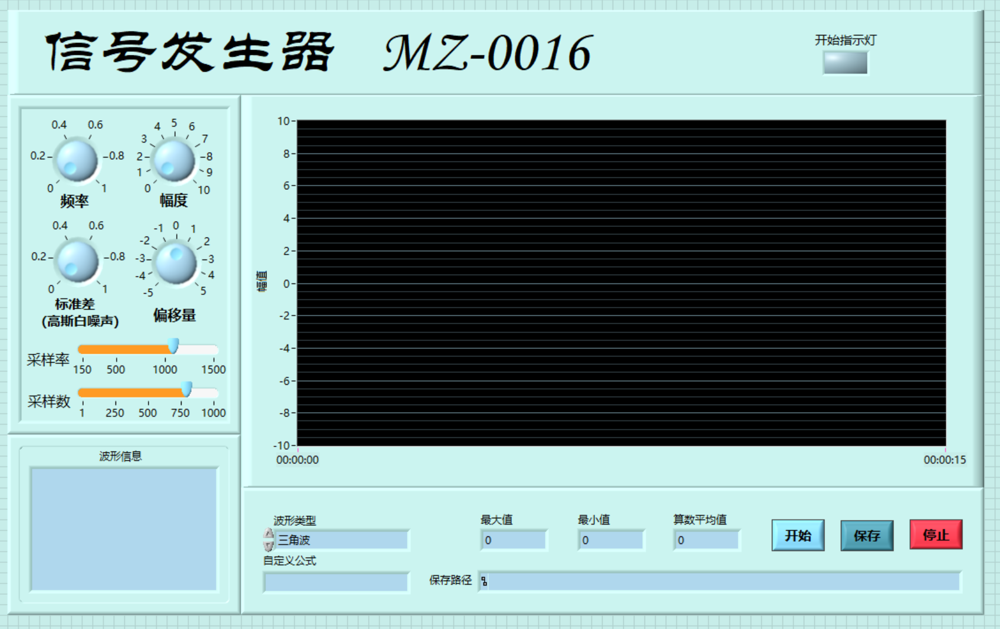 信号发生器 MZ-0016
开始指示灯
0.4 0.6
0.2 0.8
0 1
频率
4 5 6
3 7
2 8
1 9
0 10
幅度
0.4 0.6
0.2 0.8
0 1
标准差
(高斯白噪声)
-1 0 1
-2 2
-3 3
-4 4
-5 5
偏移量
采样率
150 500 1000 1500
采样数
1 250 500 750 1000
波形信息
幅值
10
8
6
4
2
0
-2
-4
-6
-8
-10
00:00:00 00:00:15
波形类型
三角波
自定义公式
最大值
0
最小值
0
算数平均值
0
开始
保存
停止
保存路径